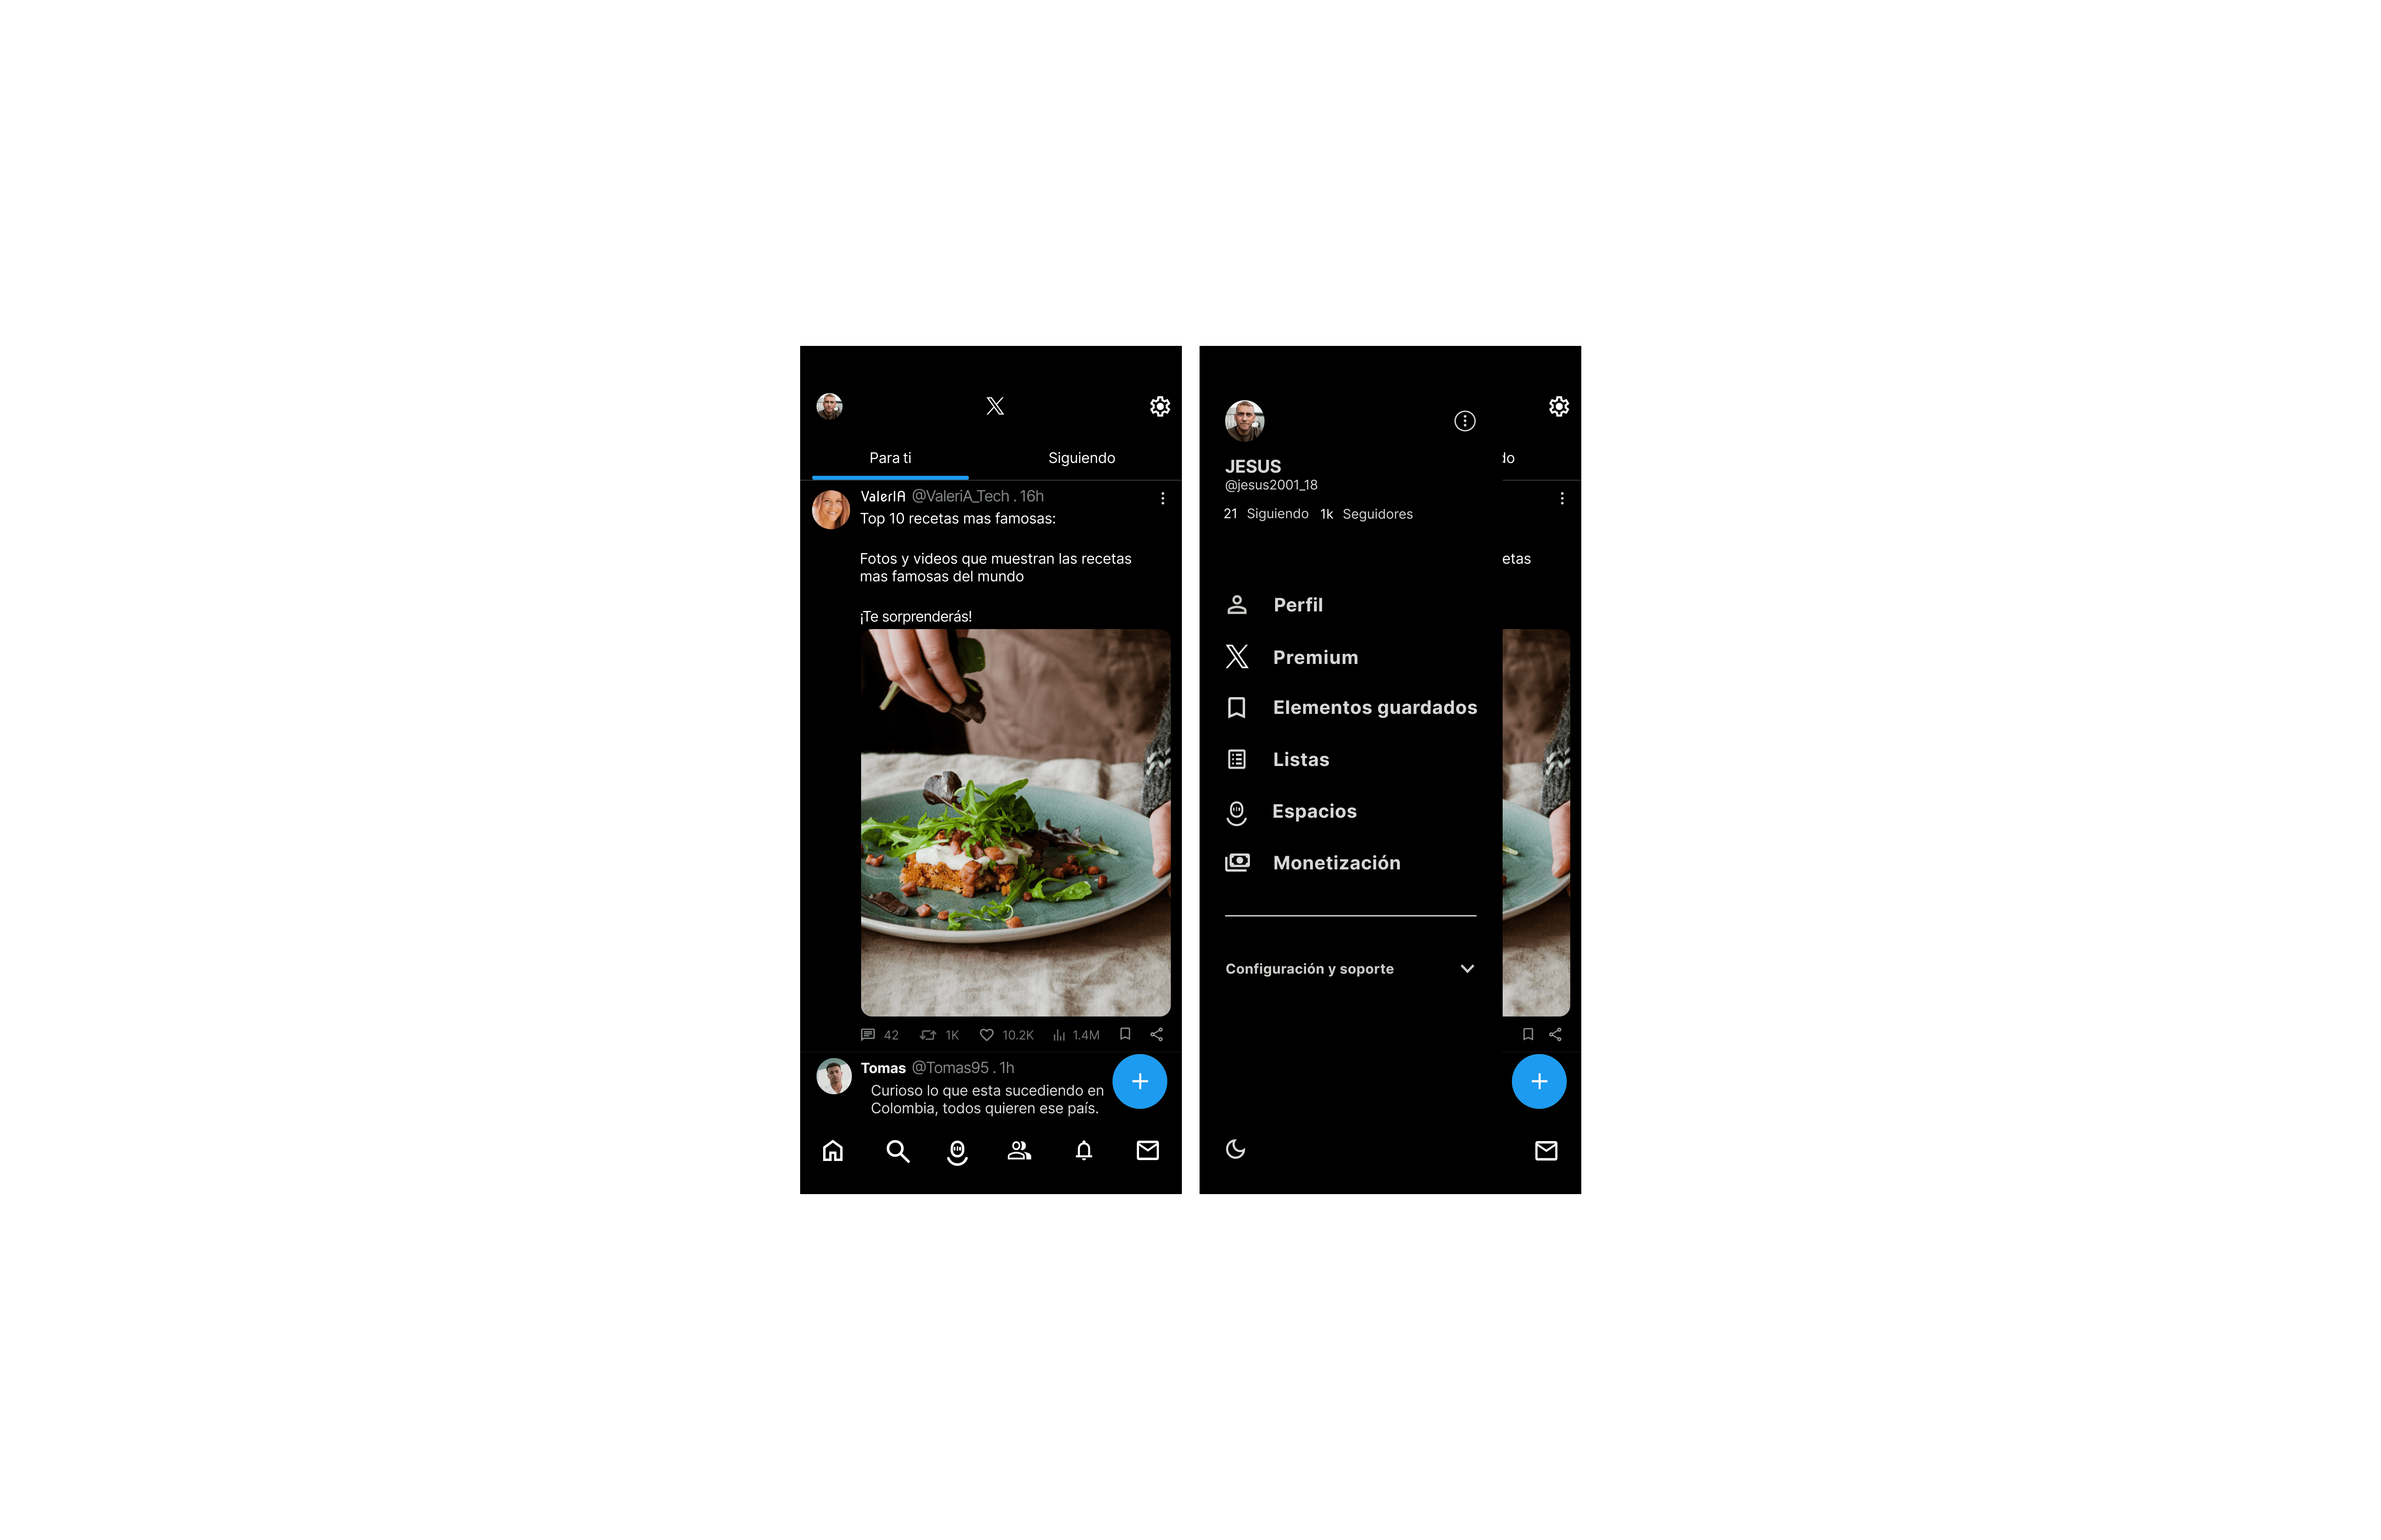 Para ti
Siguiendo
ValerIA @ValeriA_Tech . 16h
Top 10 recetas mas famosas:
Fotos y videos que muestran las recetas
mas famosas del mundo
¡Te sorprenderás!
42 1K 10.2K 1.4M
Tomas @Tomas95 . 1h
Curioso lo que esta sucediendo en
Colombia, todos quieren ese país.
JESUS
@jesus2001_18
21 Siguiendo 1k Seguidores
Perfil
Premium
Elementos guardados
Listas
Espacios
Monetización
Configuración y soporte
do
etas